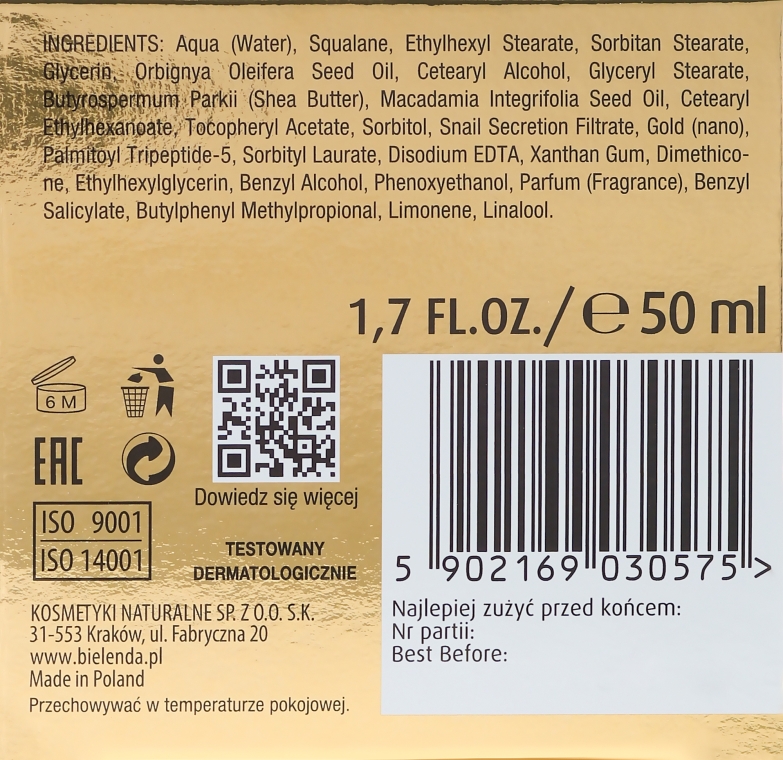 INGREDIENTS: Aqua (Water), Squalane, Ethylhexyl Stearate, Sorbitan Stearate,
Glycerin, Orbignya Oleifera Seed Oil, Cetearyl Alcohol, Glyceryl Stearate,
Butyrospermum Parkii (Shea Butter), Macadamia Integrifolia Seed Oil, Cetearyl
Ethylhexanoate, Tocopheryl Acetate, Sorbitol, Snail Secretion Filtrate, Gold (nano),
Palmitoyl Tripeptide-5, Sorbityl Laurate, Disodium EDTA, Xanthan Gum, Dimethico-
ne, Ethylhexylglycerin, Benzyl Alcohol, Phenoxyethanol, Parfum (Fragrance), Benzyl
Salicylate, Butylphenyl Methylpropional, Limonene, Linalool.
1,7 FL.OZ./℮50 ml
6 M
EAC
Dowiedz się więcej
ISO 9001
ISO 14001
TESTOWANY
DERMATOLOGICZNIE
5 902169 030575 >
KOSMETYKI NATURALNE SP. Z O.O. S.K.
31-553 Kraków, ul. Fabryczna 20
www.bielenda.pl
Made in Poland
Przechowywać w temperaturze pokojowej.
Najlepiej zużyć przed końcem:
Nr partii:
Best Before: